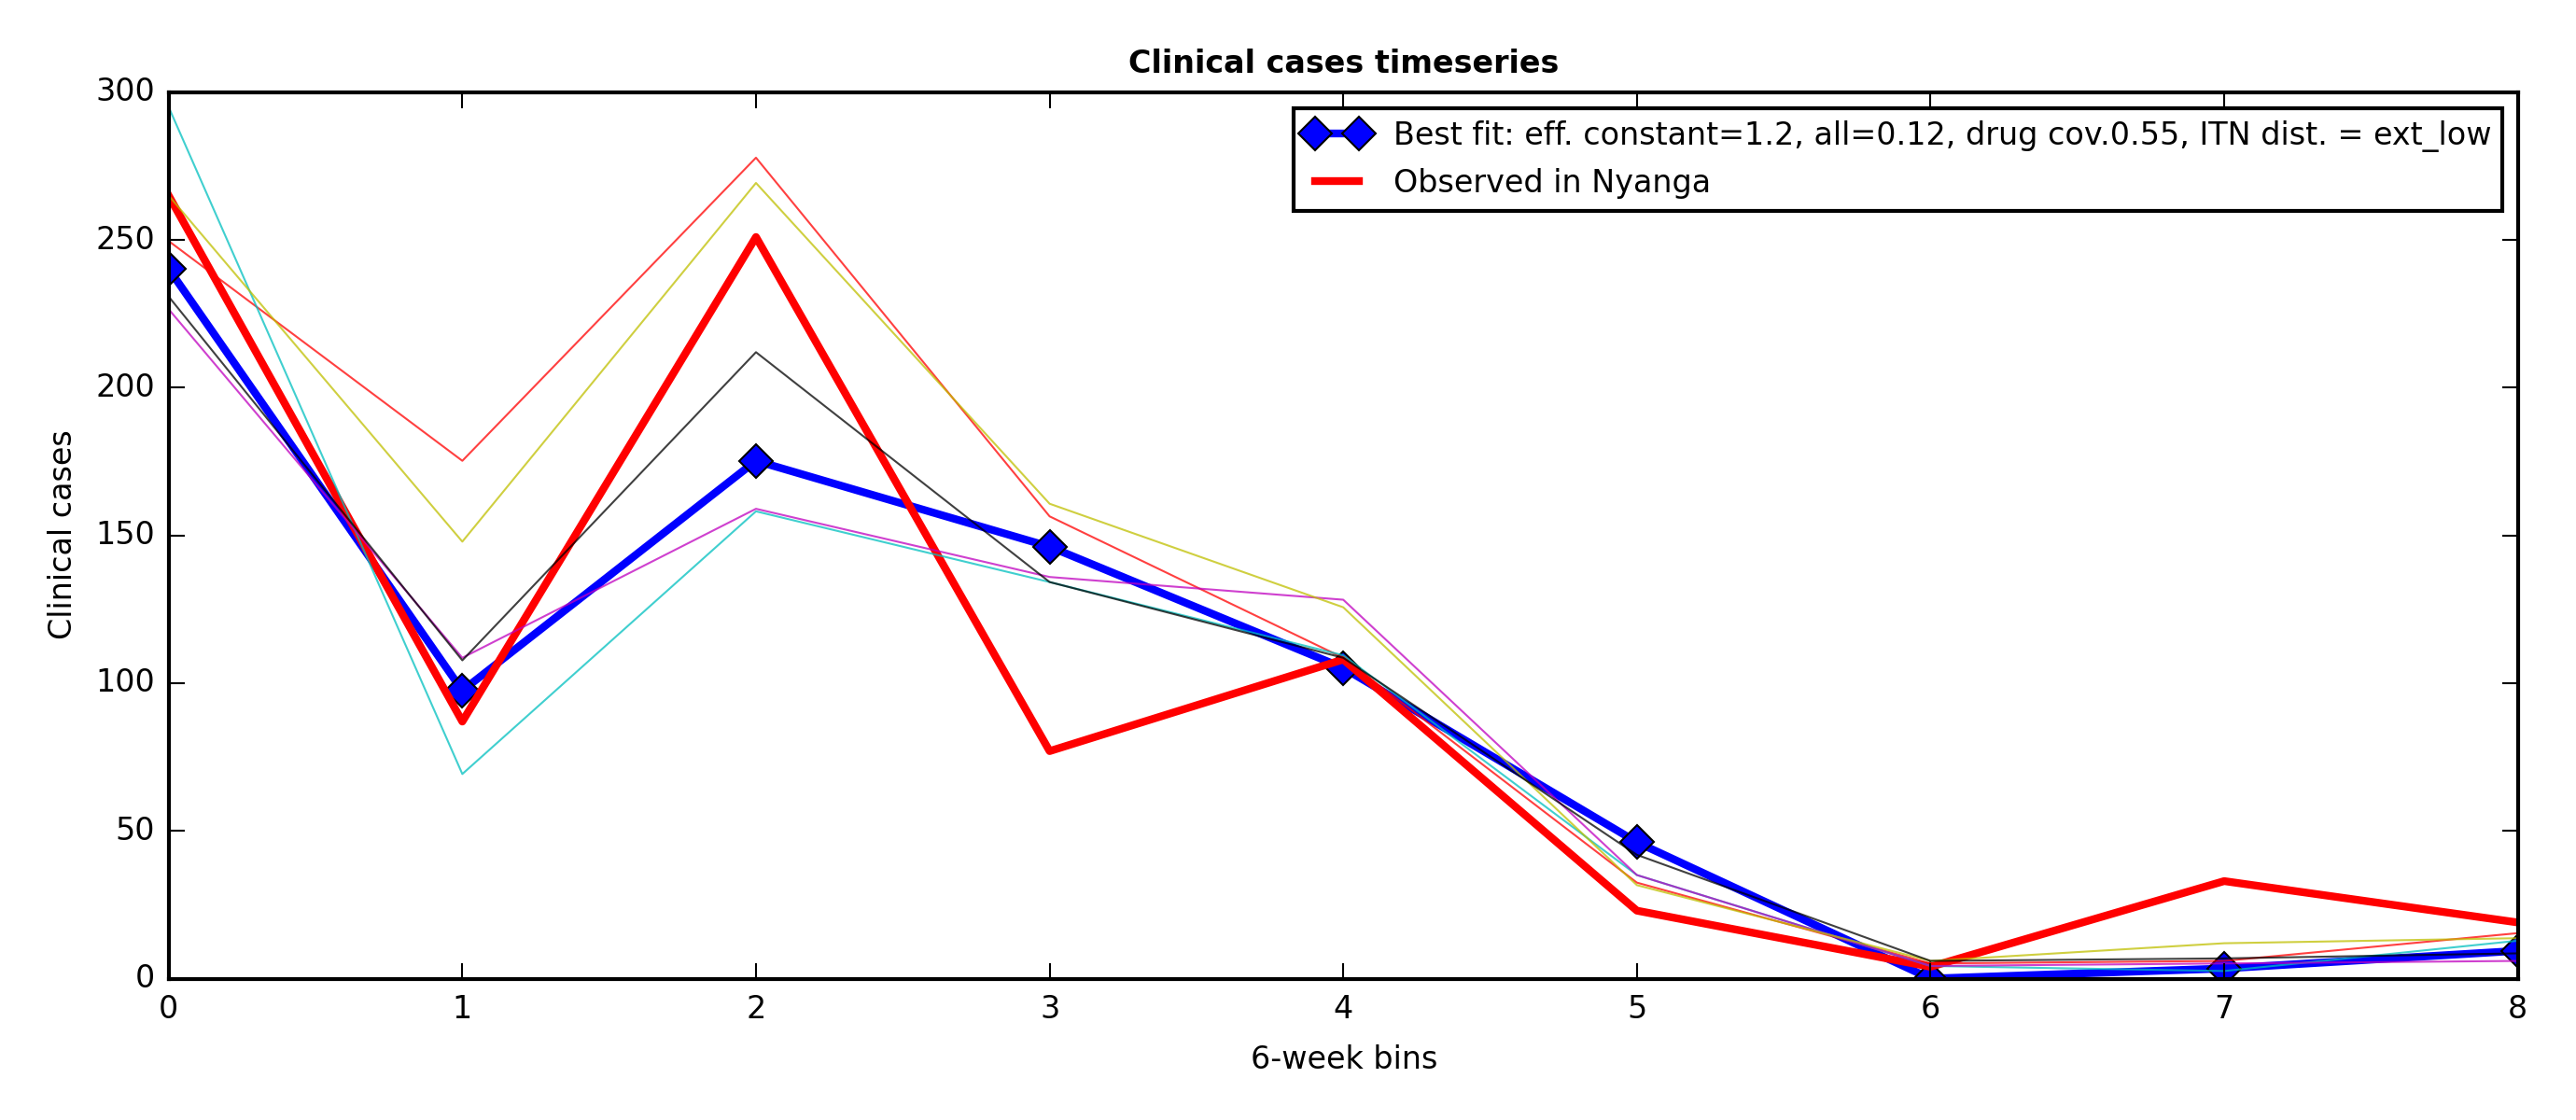 Clinical cases timeseries
300
250
200
150
100
50
0
Clinical cases
Best fit: eff. constant=1.2, all=0.12, drug cov.0.55, ITN dist. = ext_low
Observed in Nyanga
0 1 2 3 4 5 6 7 8
6-week bins